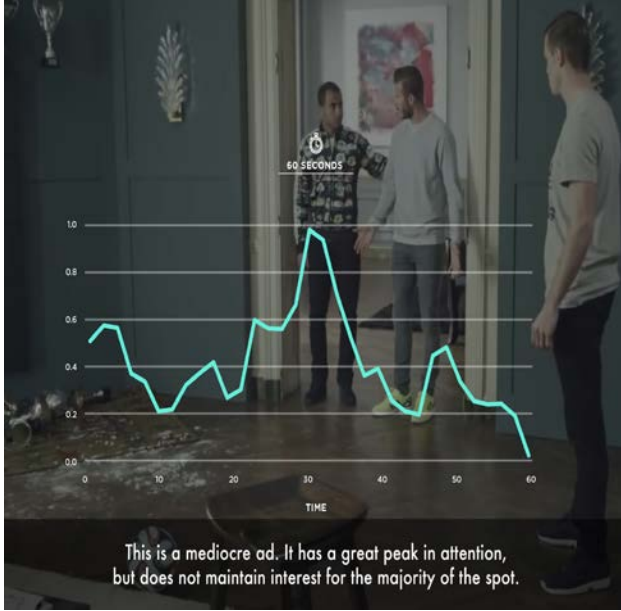 60 SECONDS
1.0
0.8
0.6
0.4
0.2
0.0
0 10 20 30 40 50 60
TIME
This is a mediocre ad. It has a great peak in attention,
but does not maintain interest for the majority of the spot.